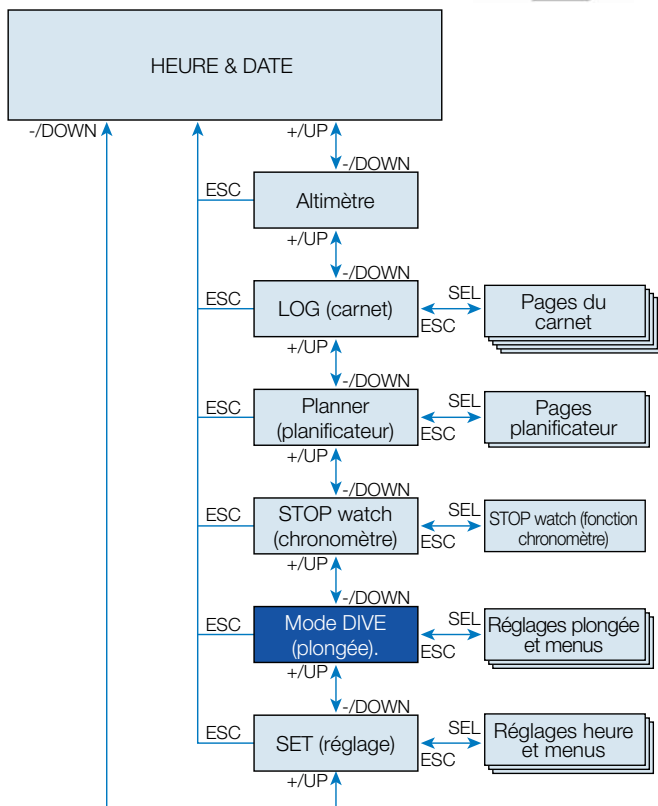 HEURE & DATE
-/DOWN
+/UP
-/DOWN
ESC
Altimètre
+/UP
-/DOWN
ESC
LOG (carnet)
SEL
ESC
Pages du
carnet
+/UP
-/DOWN
ESC
Planner
(planificateur)
SEL
ESC
Pages
planificateur
+/UP
-/DOWN
ESC
STOP watch
(chronomètre)
SEL
ESC
STOP watch (fonction
chronomètre)
+/UP
-/DOWN
ESC
Mode DIVE
(plongée).
SEL
ESC
Réglages plongée
et menus
+/UP
-/DOWN
ESC
SET (réglage)
SEL
ESC
Réglages heure
et menus
+/UP